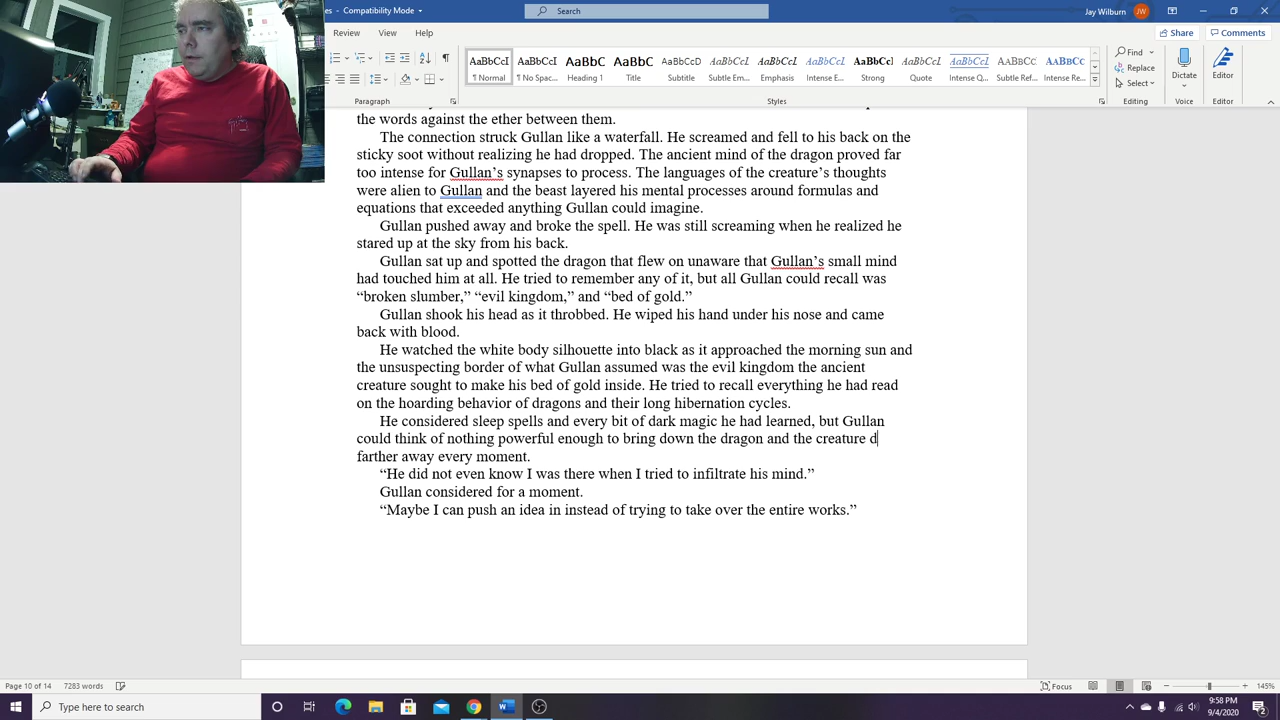 es - Compatibility Mode
Search
Jay Wilburn
JW
Review View Help
Share
Comments
AaBbCcI AaBbCcI AaBbC AaBbC AaBbCcD AaBbCcI AaBbCcI AaBbCcI AaBbCcI AaBbCcI AaBbCcI AaBbCc AaBbCc
¶ Normal ¶ No Spac... Heading 1 Title Subtitle Subtle Em... Emphasis Intense E... Strong Quote Intense Q... Subtle Ref... Intense Re...
Find
Replace
Select
Dictate
Editor
Paragraph Styles Editing Voice Editor
the words against the ether between them.
The connection struck Gullan like a waterfall. He screamed and fell to his back on the
sticky soot without realizing he had dropped. The ancient mind of the dragon proved far
too intense for Gullan’s synapses to process. The languages of the creature’s thoughts
were alien to Gullan and the beast layered his mental processes around formulas and
equations that exceeded anything Gullan could imagine.
Gullan pushed away and broke the spell. He was still screaming when he realized he
stared up at the sky from his back.
Gullan sat up and spotted the dragon that flew on unaware that Gullan’s small mind
had touched him at all. He tried to remember any of it, but all Gullan could recall was
“broken slumber,” “evil kingdom,” and “bed of gold.”
Gullan shook his head as it throbbed. He wiped his hand under his nose and came
back with blood.
He watched the white body silhouette into black as it approached the morning sun and
the unsuspecting border of what Gullan assumed was the evil kingdom the ancient
creature sought to make his bed of gold inside. He tried to recall everything he had read
on the hoarding behavior of dragons and their long hibernation cycles.
He considered sleep spells and every bit of dark magic he had learned, but Gullan
could think of nothing powerful enough to bring down the dragon and the creature d
farther away every moment.
“He did not even know I was there when I tried to infiltrate his mind.”
Gullan considered for a moment.
“Maybe I can push an idea in instead of trying to take over the entire works.”
Page 10 of 14 7283 words
Focus
145%
Type here to search
9:58 PM
9/4/2020
2